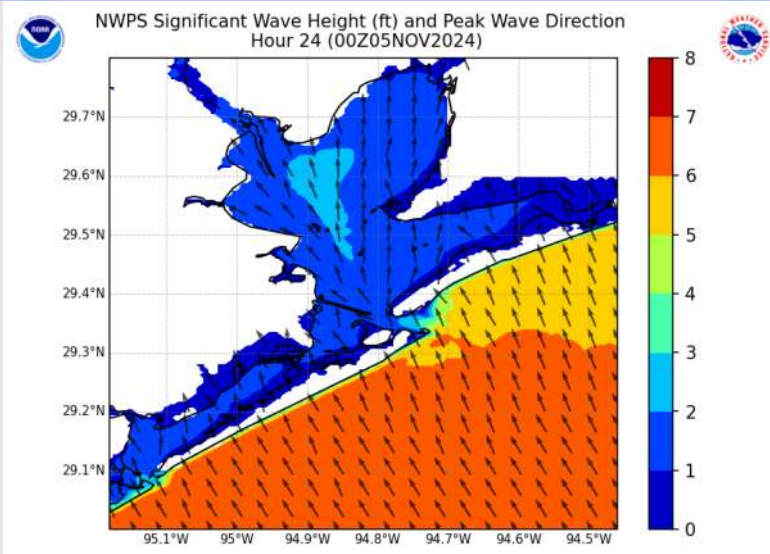 NWPS Significant Wave Height (ft) and Peak Wave Direction
Hour 24 (00Z05NOV2024)
NOAA
29.7°N
29.6°N
29.5°N
29.4°N
29.3°N
29.2°N
29.1°N
95.1°W 95°W 94.9°W 94.8°W 94.7°W 94.6°W 94.5°W
8
7
6
5
4
3
2
1
0